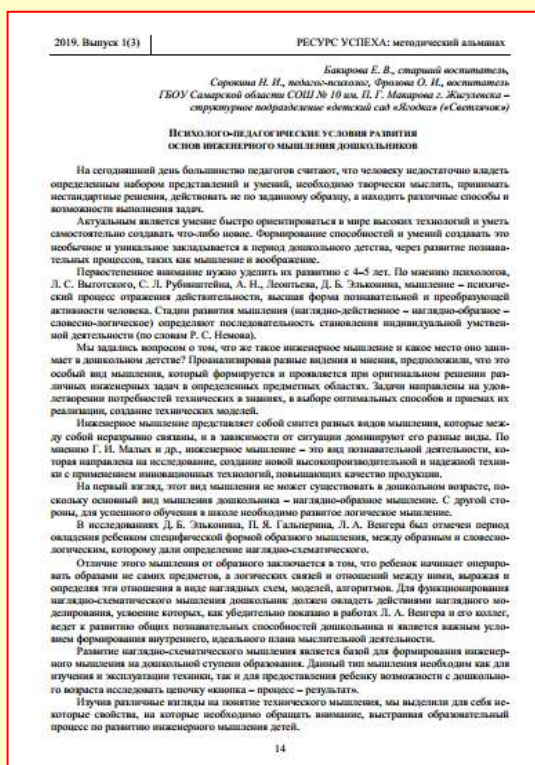 2019. Выпуск 1(3)
РЕСУРС УСПЕХА: методический альманах
Бакирова Е. В., старший воспитатель,
Сорокина Н. И., педагог-психолог, Фролова О. И., воспитатель
ГБОУ Самарской области СОШ № 10 им. П. Г. Макарова г. Жигулевска –
структурное подразделение «детский сад «Ягодка» («Светлячок»)
ПСИХОЛОГО-ПЕДАГОГИЧЕСКИЕ УСЛОВИЯ РАЗВИТИЯ
ОСНОВ ИНЖЕНЕРНОГО МЫШЛЕНИЯ ДОШКОЛЬНИКОВ
На сегодняшний день большинство педагогов считают, что человеку недостаточно владеть
определенным набором представлений и умений, необходимо творчески мыслить, принимать
нестандартные решения, действовать не по заданному образцу, а находить различные способы и
возможности выполнения задач.
Актуальным является умение быстро ориентироваться в мире высоких технологий и уметь
самостоятельно создавать что-либо новое. Формирование способностей и умений создавать это
необычное и уникальное закладывается в период дошкольного детства, через развитие познава-
тельных процессов, таких как мышление и воображение.
Первостепенное внимание нужно уделить их развитию с 4–5 лет. По мнению психологов,
Л. С. Выготского, С. Л. Рубинштейна, А. Н., Леонтьева, Д. Б. Эльконина, мышление – психиче-
ский процесс отражения действительности, высшая форма познавательной и преобразующей
активности человека. Стадии развития мышления (наглядно-действенное – наглядно-образное –
словесно-логическое) определяют последовательность становления индивидуальной умствен-
ной деятельности (по словам Р. С. Немова).
Мы задались вопросом о том, что же такое инженерное мышление и какое место оно зани-
мает в дошкольном детстве? Проанализировав разные видения и мнения, предположили, что это
особый вид мышления, который формируется и проявляется при оригинальном решении раз-
личных инженерных задач в определенных предметных областях. Задачи направлены на удов-
летворении потребностей технических в знаниях, в выборе оптимальных способов и приемах их
реализации, создание технических моделей.
Инженерное мышление представляет собой синтез разных видов мышления, которые меж-
ду собой неразрывно связаны, и в зависимости от ситуации доминируют его разные виды. По
мнению Г. И. Малых и др., инженерное мышление – это вид познавательной деятельности, ко-
торая направлена на исследование, создание новой высокопроизводительной и надежной техни-
ки с применением инновационных технологий, повышающих качество продукции.
На первый взгляд, этот вид мышления не может существовать в дошкольном возрасте, по-
скольку основный вид мышления дошкольника – наглядно-образное мышление. С другой сто-
роны, для успешного обучения в школе необходимо развитое логическое мышление.
В исследованиях Д. Б. Эльконина, П. Я. Гальперина, Л. А. Венгера был отмечен период
овладения ребенком специфической формой образного мышления, между образным и словесно-
логическим, которому дали определение наглядно-схематического.
Отличие этого мышления от образного заключается в том, что ребенок начинает опериро-
вать образами не самих предметов, а логических связей и отношений между ними, выражая и
определяя эти отношения в виде наглядных схем, моделей, алгоритмов. Для функционирования
наглядно-схематического мышления дошкольник должен овладеть действиями наглядного мо-
делирования, усвоение которых, как убедительно показано в работах Л. А. Венгера и его коллег,
ведет к развитию общих познавательных способностей дошкольника и является важным усло-
вием формирования внутреннего, идеального плана мыслительной деятельности.
Развитие наглядно-схематического мышления является базой для формирования инженер-
ного мышления на дошкольной ступени образования. Данный тип мышления необходим как для
изучения и эксплуатации техники, так и для предоставления ребенку возможности с дошкольно-
го возраста исследовать цепочку «кнопка – процесс – результат».
Изучив различные взгляды на понятие технического мышления, мы выделили для себя не-
которые свойства, на которые необходимо обращать внимание, выстраивая образовательный
процесс по развитию инженерного мышления детей.
14